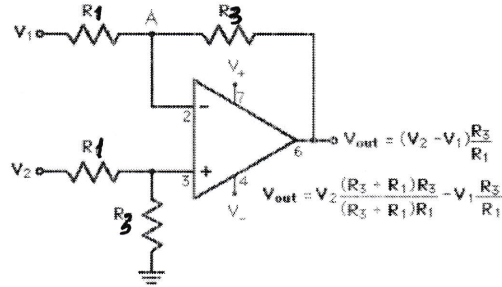 R1
A
R3
V1
V+
7
2
−
6
Vout = (V2 − V1) R3/R1
R1
V2
3
+
4
V−
Vout = V2 (R3 + R1)R3/(R3 + R1)R1 − V1 R3/R1
R3